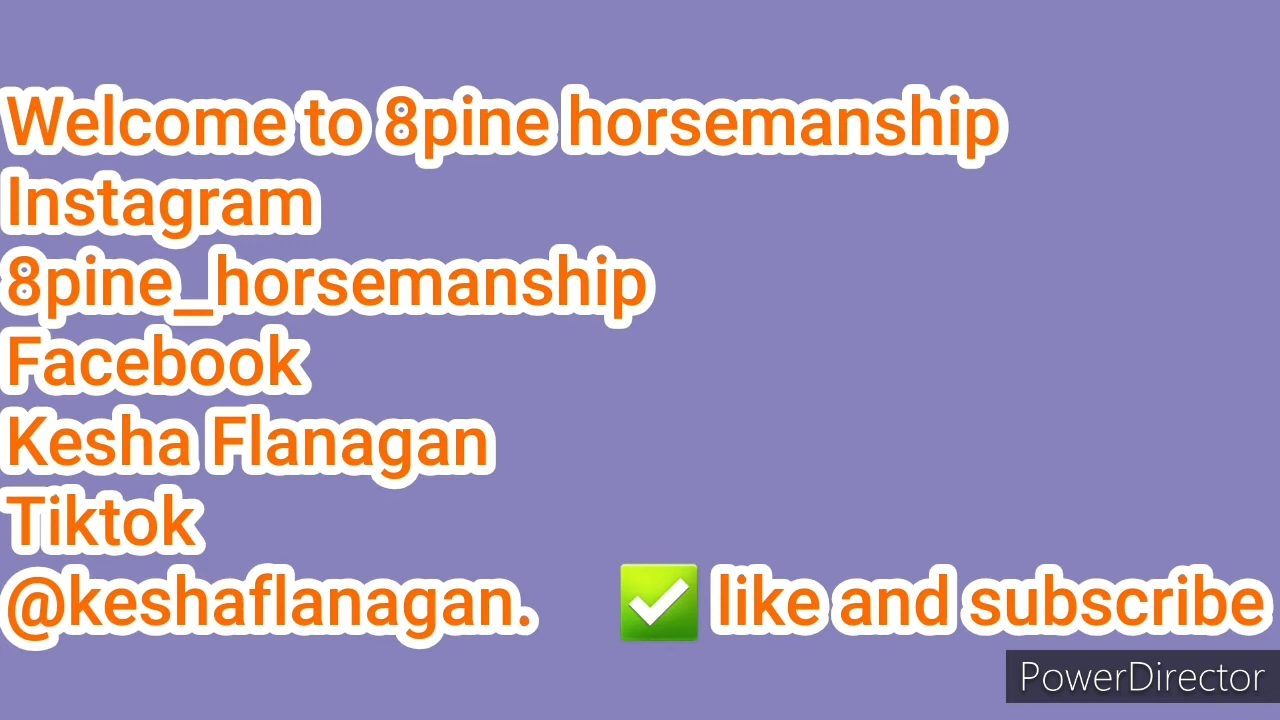 Welcome to 8pine horsemanship
Instagram
8pine_horsemanship
Facebook
Kesha Flanagan
Tiktok
@keshaflanagan. ✅ like and subscribe
PowerDirector